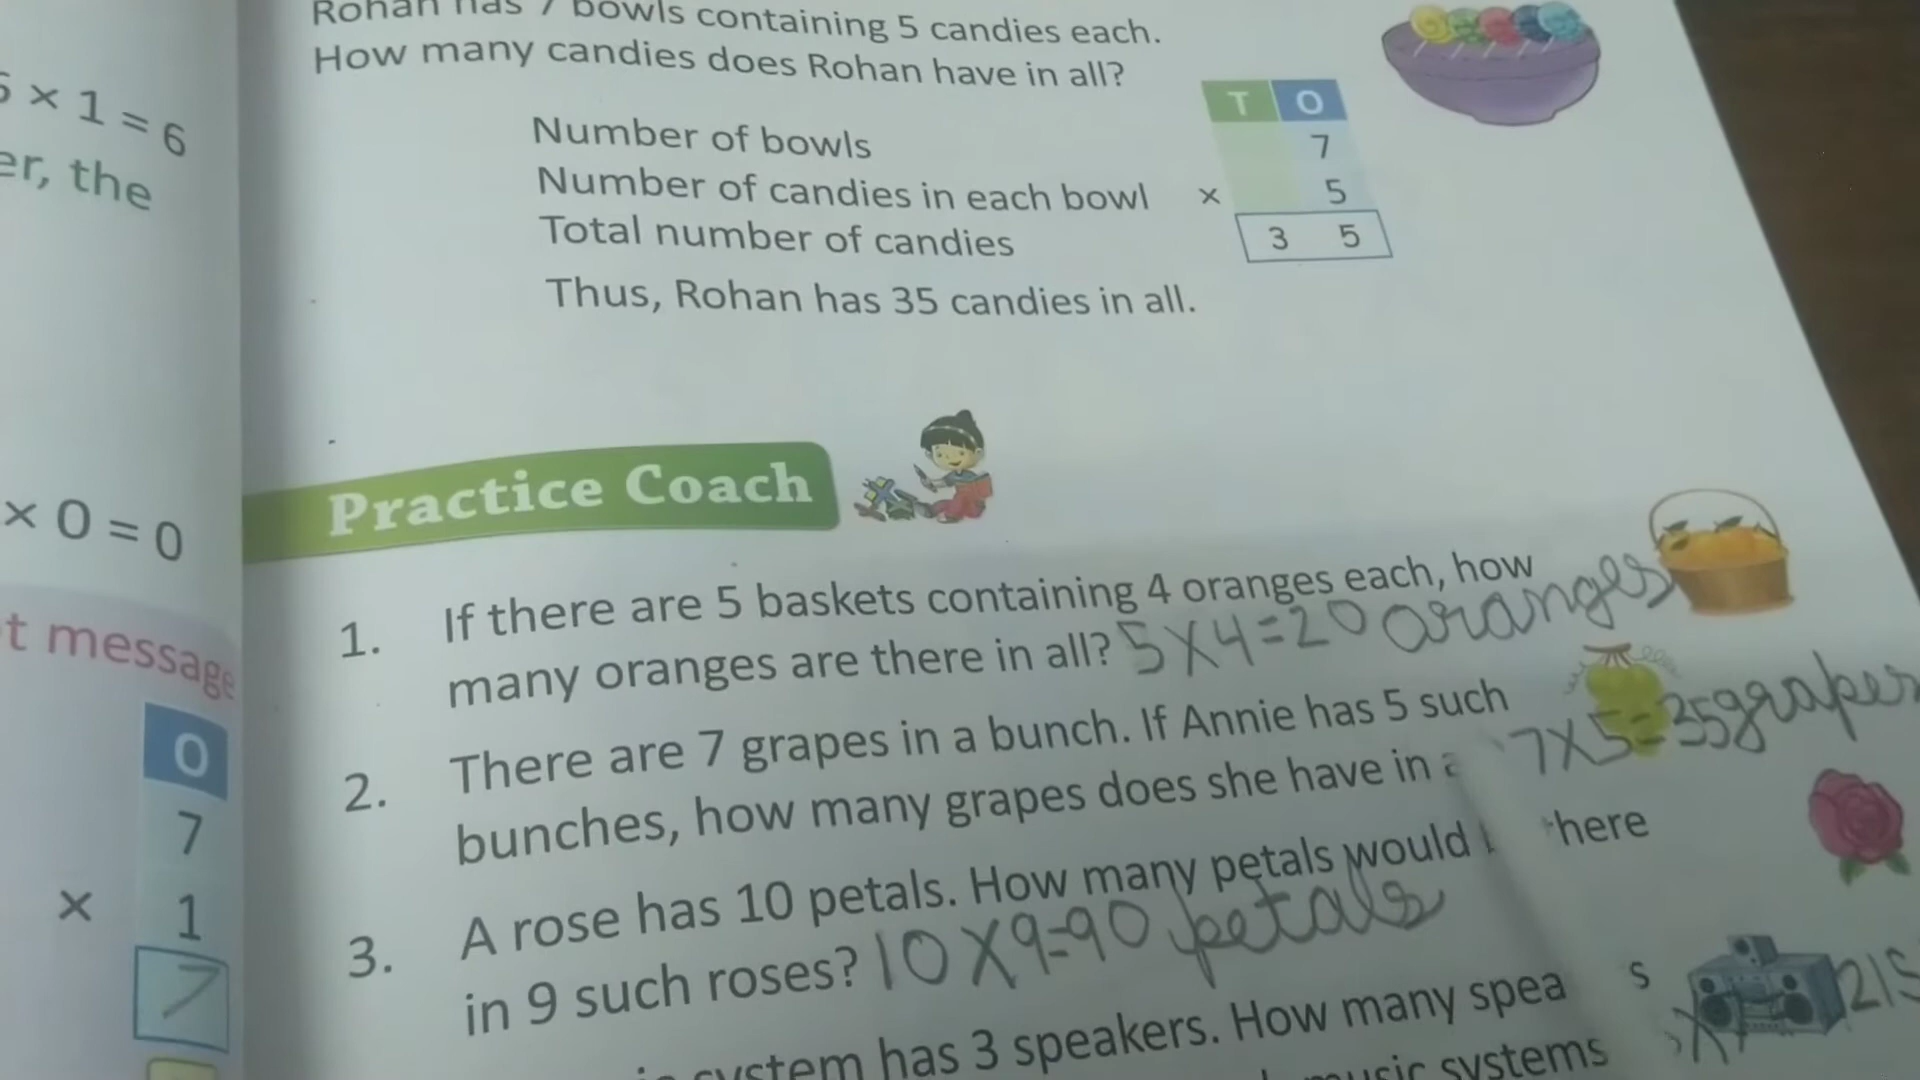 5 × 1 = 6
er, the
× 0 = 0
t message
O
7
×
1
7
Rohan has 7 bowls containing 5 candies each.
How many candies does Rohan have in all?
T O
Number of bowls 7
Number of candies in each bowl × 5
Total number of candies 3 5
Thus, Rohan has 35 candies in all.
Practice Coach
1. If there are 5 baskets containing 4 oranges each, how
many oranges are there in all? 5 X 4 = 20 oranges
2. There are 7 grapes in a bunch. If Annie has 5 such
bunches, how many grapes does she have in 7 X 5 = 35 grapes
3. A rose has 10 petals. How many petals would here
in 9 such roses? 10 X 9 = 90 petals
system has 3 speakers. How many spea s
music systems